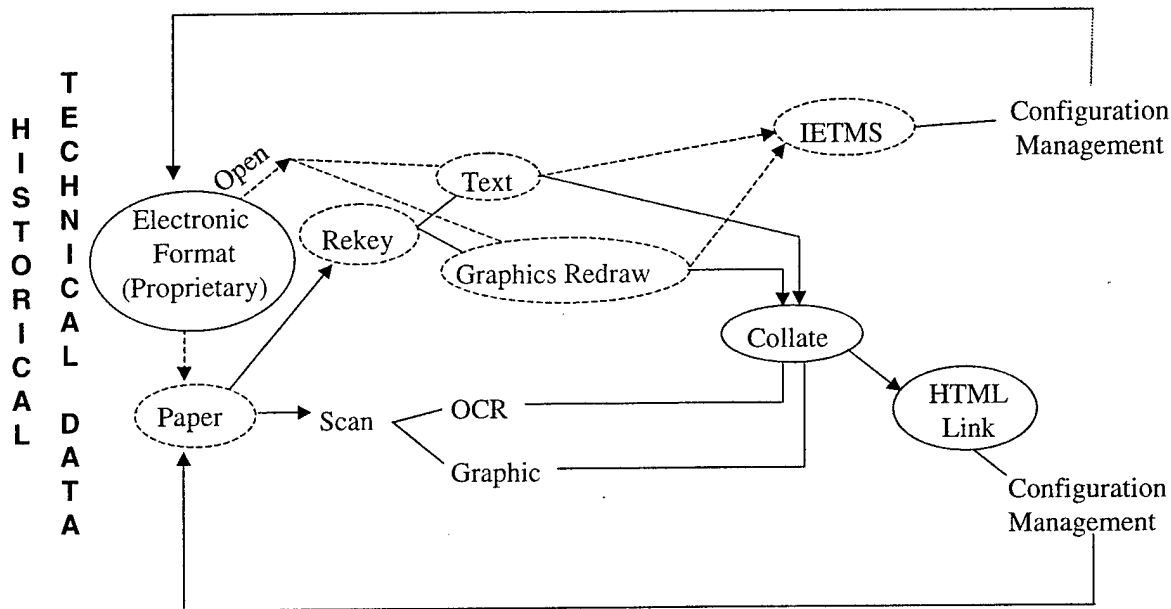 HISTORICAL
TECHNICAL DATA
Open
Electronic
Format
(Proprietary)
Paper
Rekey
Text
Graphics Redraw
Scan
OCR
Graphic
IETMS
Configuration
Management
Collate
HTML
Link
Configuration
Management